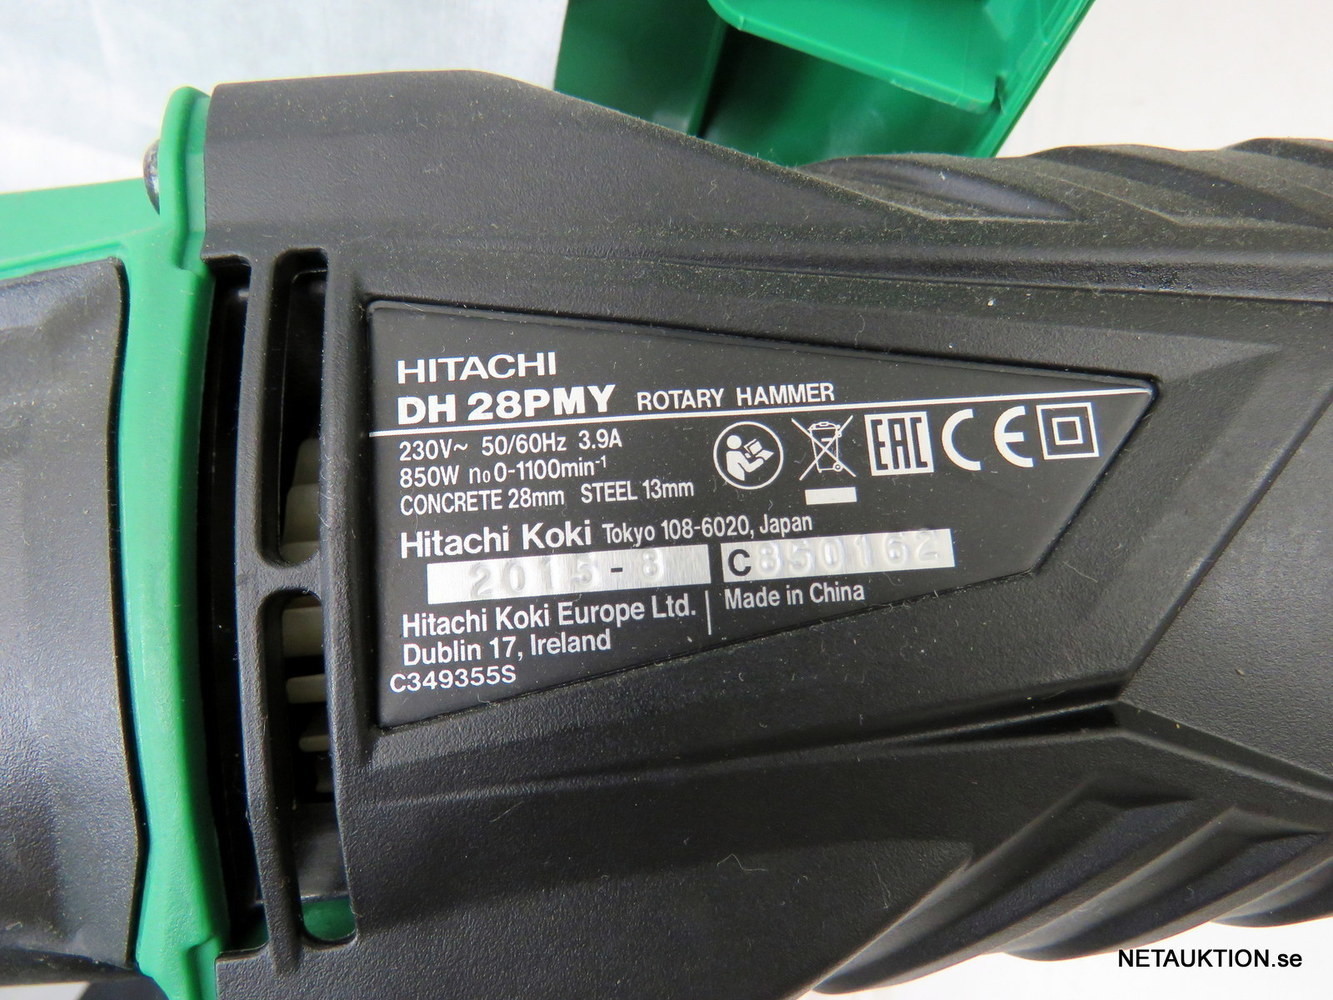 HITACHI
DH 28PMY ROTARY HAMMER
230V~ 50/60Hz 3.9A
850W n₀0-1100min⁻¹
CONCRETE 28mm STEEL 13mm
EAC CE
Hitachi Koki Tokyo 108-6020, Japan
2015-8 C850162
Hitachi Koki Europe Ltd. Made in China
Dublin 17, Ireland
C349355S
NETAUKTION.se